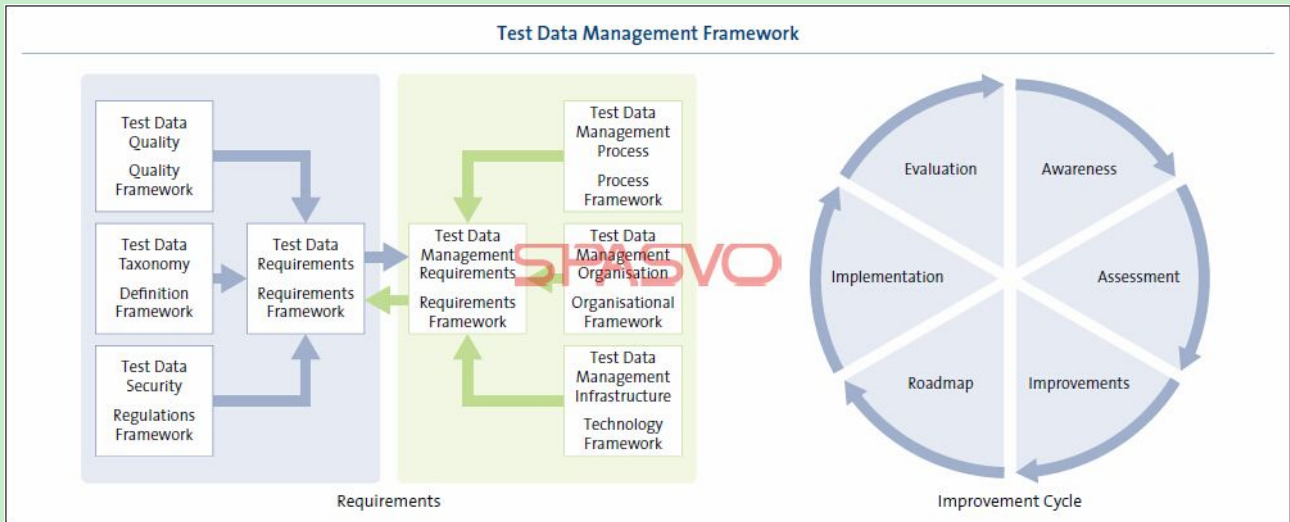 Test Data Management Framework
Test Data
Quality
Quality
Framework
Test Data
Taxonomy
Definition
Framework
Test Data
Security
Regulations
Framework
Test Data
Requirements
Requirements
Framework
Test Data
Management
Requirements
Requirements
Framework
Test Data
Management
Process
Process
Framework
Test Data
Management
Organisation
Organisational
Framework
Test Data
Management
Infrastructure
Technology
Framework
SPASVO
Requirements
Evaluation
Awareness
Implementation
Assessment
Roadmap
Improvements
Improvement Cycle